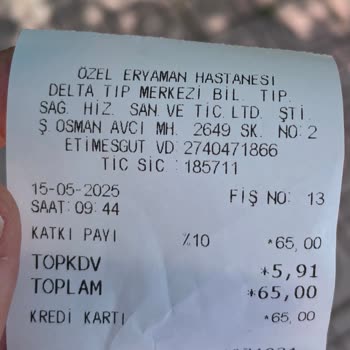 ÖZEL ERYAMAN HASTANESİ
DELTA TIP MERKEZİ BİL. TIP.
SAĞ. HİZ. SAN.VE TİC.LTD. ŞTİ.
Ş.OSMAN AVCI MH. 2649 SK. NO:2
ETİMESGUT VD:2740471866
TİC SİC :185711
15-05-2025 FİŞ NO: 13
SAAT:09:44
KATKI PAYI %10 *65,00
TOPKDV *5,91
TOPLAM *65,00
KREDİ KARTI *65,00